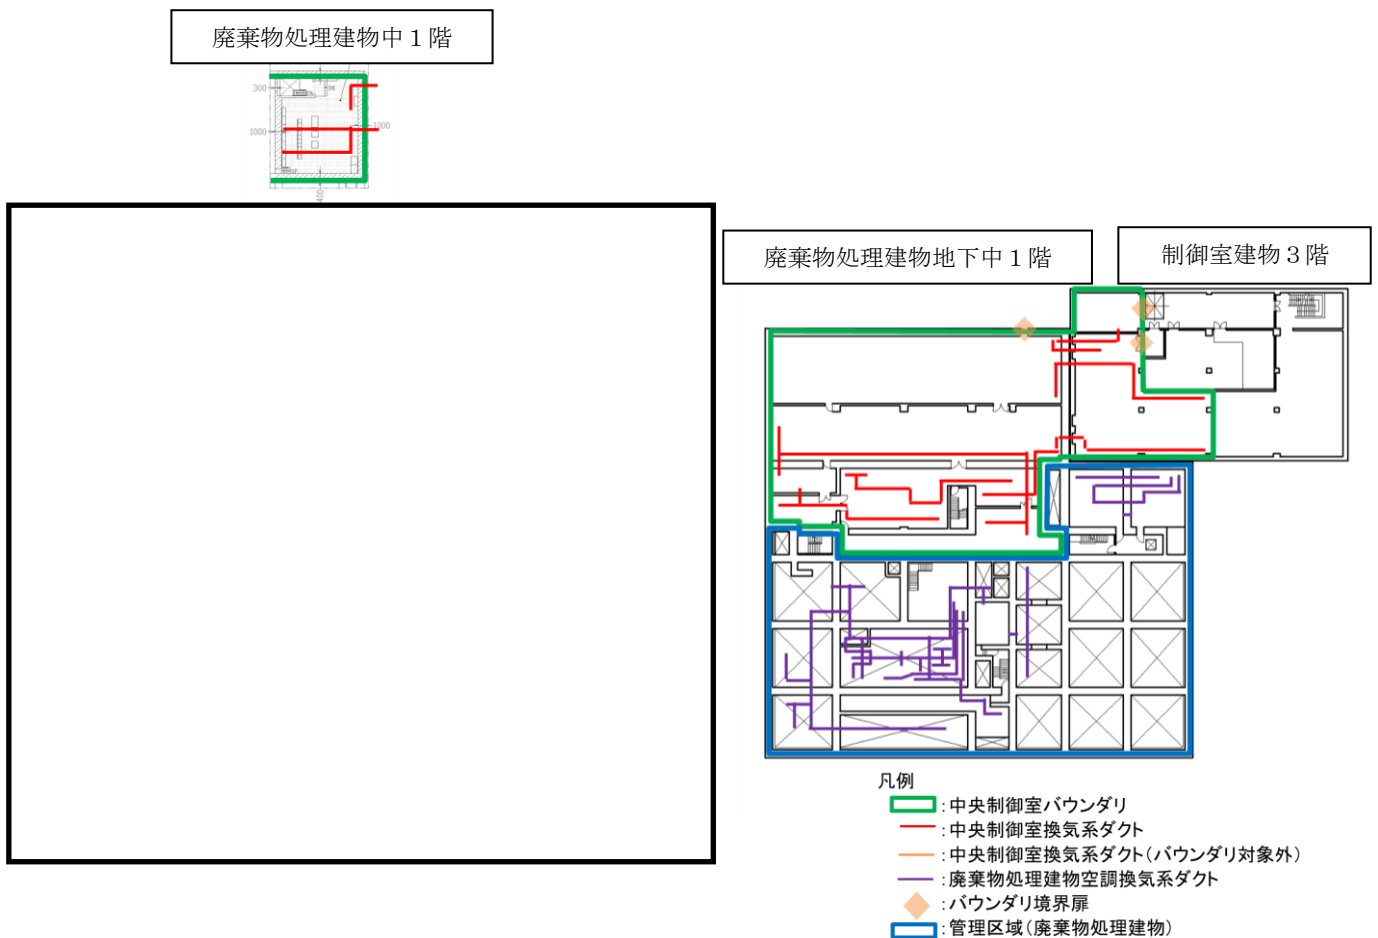 廃棄物処理建物中１階
300
1000
1000
400
廃棄物処理建物地下中１階
制御室建物３階
凡例
：中央制御室バウンダリ
：中央制御室換気系ダクト
：中央制御室換気系ダクト（バウンダリ対象外）
：廃棄物処理建物空調換気系ダクト
：バウンダリ境界扉
：管理区域（廃棄物処理建物）